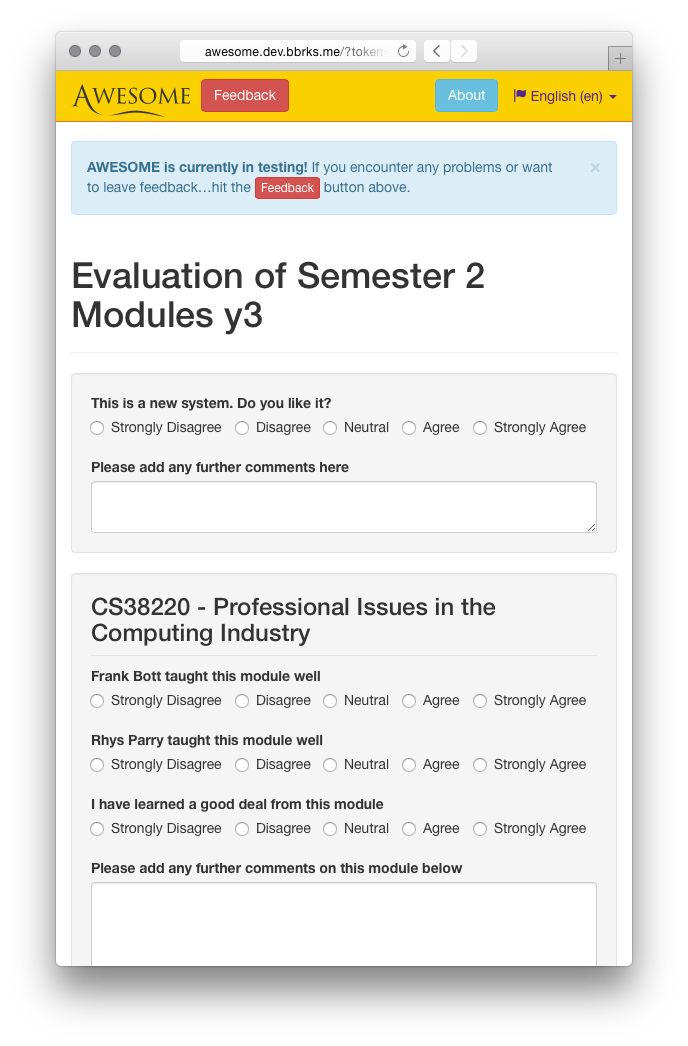 awesome.dev.bbrks.me/?token
AWESOME Feedback About English (en)
AWESOME is currently in testing! If you encounter any problems or want ×
to leave feedback…hit the Feedback button above.
Evaluation of Semester 2
Modules y3
This is a new system. Do you like it?
Strongly Disagree Disagree Neutral Agree Strongly Agree
Please add any further comments here
CS38220 - Professional Issues in the
Computing Industry
Frank Bott taught this module well
Strongly Disagree Disagree Neutral Agree Strongly Agree
Rhys Parry taught this module well
Strongly Disagree Disagree Neutral Agree Strongly Agree
I have learned a good deal from this module
Strongly Disagree Disagree Neutral Agree Strongly Agree
Please add any further comments on this module below